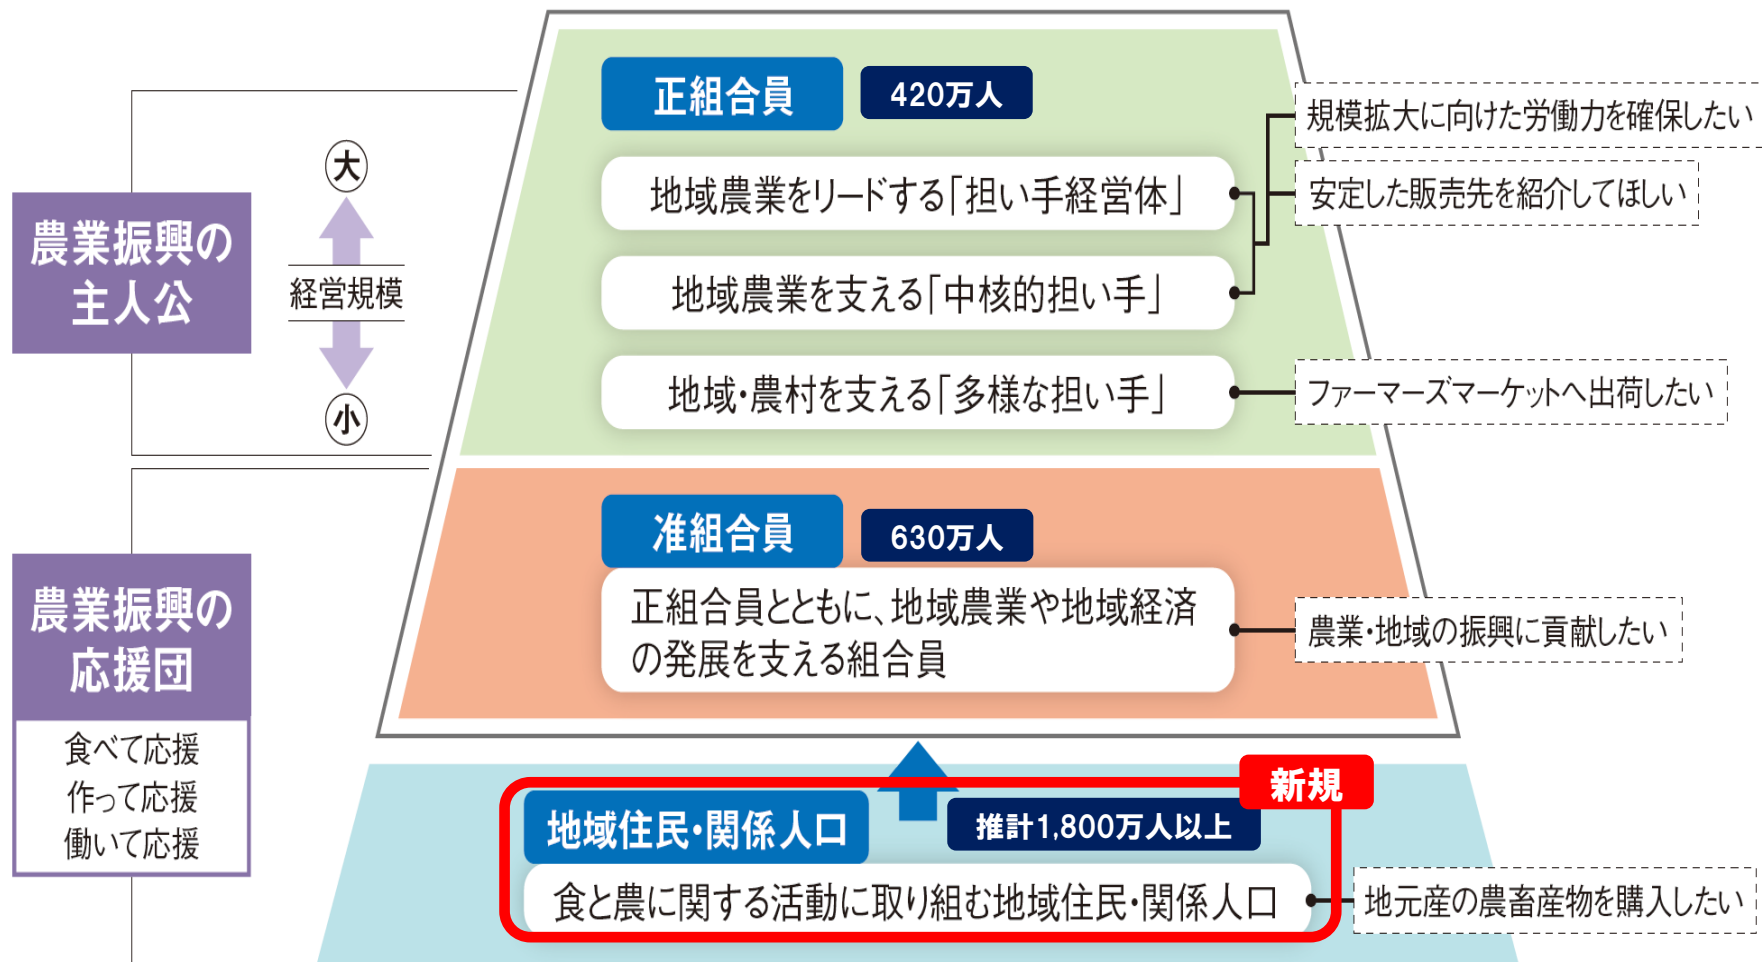 正組合員
420万人
規模拡大に向けた労働力を確保したい
大
地域農業をリードする「担い手経営体」
安定した販売先を紹介してほしい
農業振興の
主人公
経営規模
地域農業を支える「中核的担い手」
小
地域・農村を支える「多様な担い手」
ファーマーズマーケットへ出荷したい
准組合員
630万人
農業振興の
応援団
正組合員とともに、地域農業や地域経済
の発展を支える組合員
農業・地域の振興に貢献したい
食べて応援
作って応援
働いて応援
新規
地域住民・関係人口
推計1,800万人以上
食と農に関する活動に取り組む地域住民・関係人口
地元産の農畜産物を購入したい